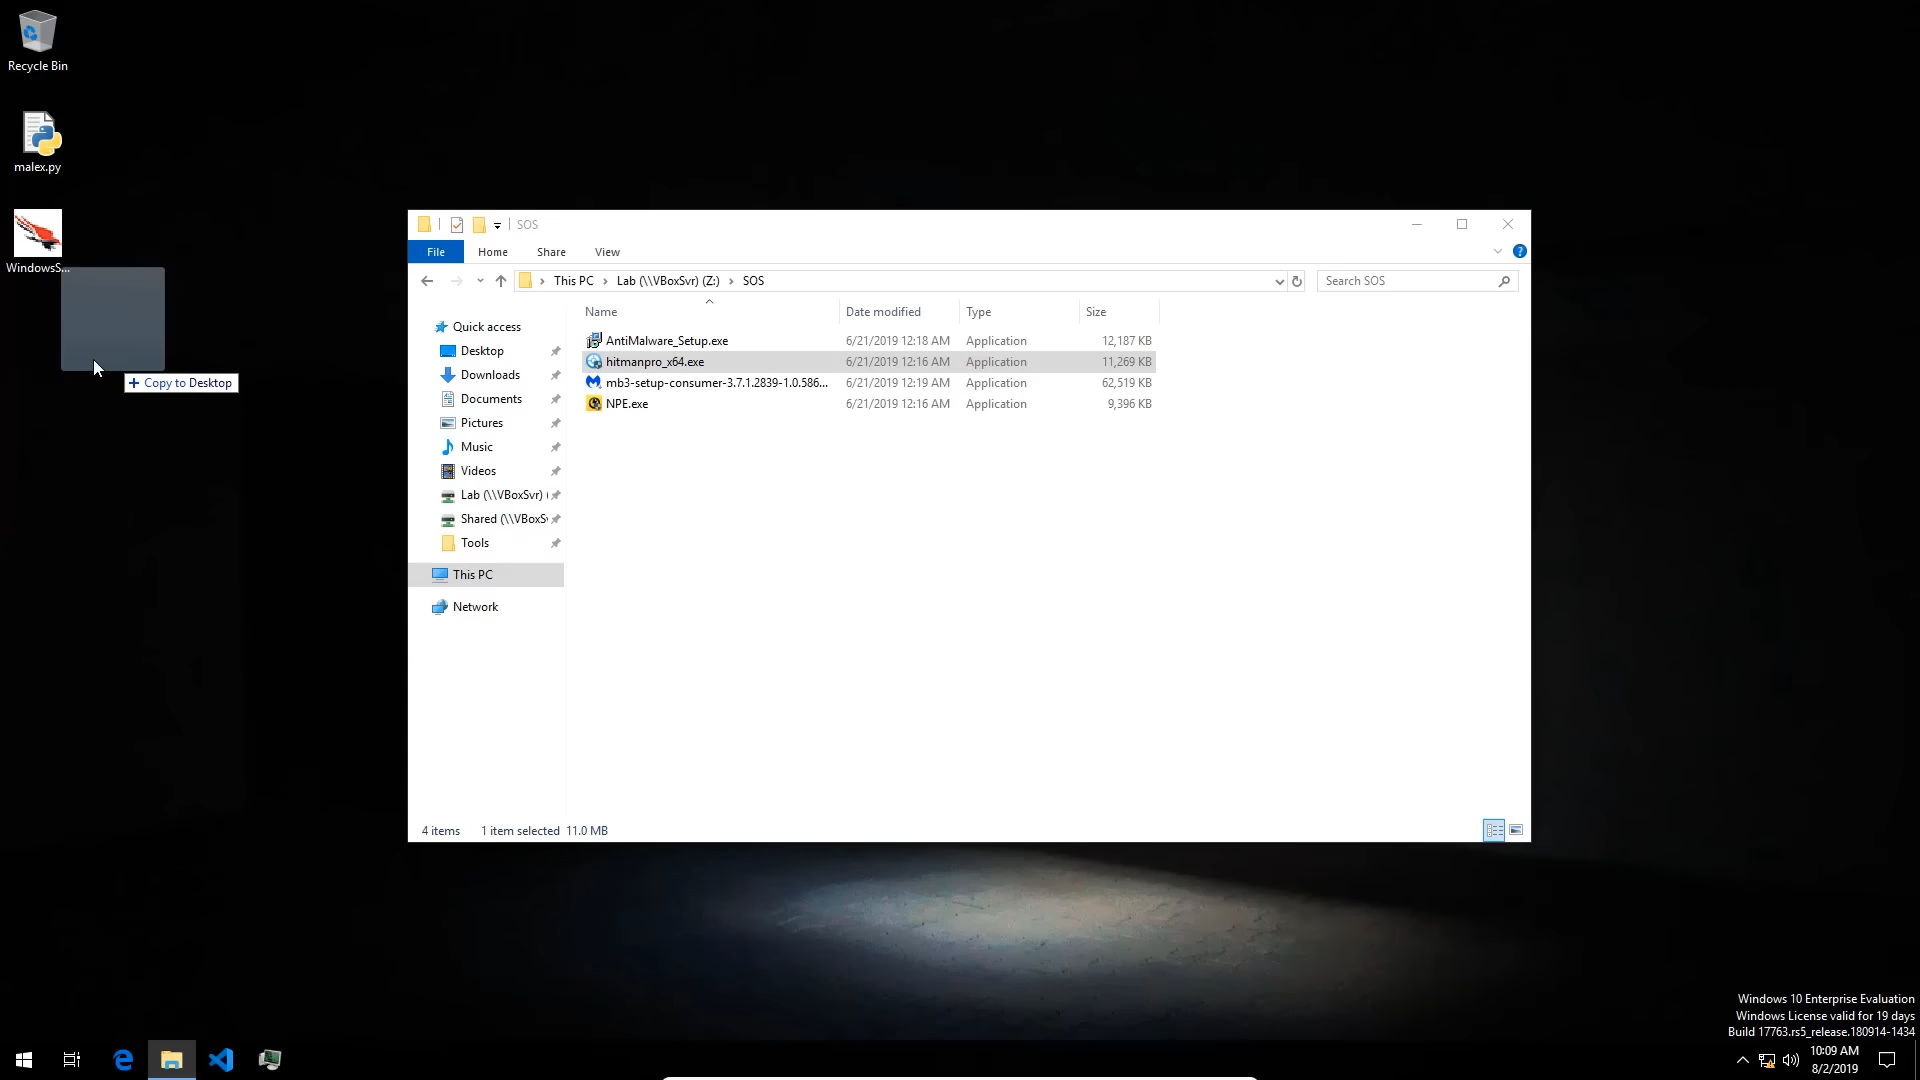 Recycle Bin
malex.py
WindowsS...
+ Copy to Desktop
SOS
File Home Share View
This PC › Lab (\\VBoxSvr) (Z:) › SOS
Search SOS
Name Date modified Type Size
AntiMalware_Setup.exe 6/21/2019 12:18 AM Application 12,187 KB
hitmanpro_x64.exe 6/21/2019 12:16 AM Application 11,269 KB
mb3-setup-consumer-3.7.1.2839-1.0.586... 6/21/2019 12:19 AM Application 62,519 KB
NPE.exe 6/21/2019 12:16 AM Application 9,396 KB
Quick access
Desktop
Downloads
Documents
Pictures
Music
Videos
Lab (\\VBoxSvr) (
Shared (\\VBoxSv
Tools
This PC
Network
4 items 1 item selected 11.0 MB
Windows 10 Enterprise Evaluation
Windows License valid for 19 days
Build 17763.rs5_release.180914-1434
10:09 AM
8/2/2019